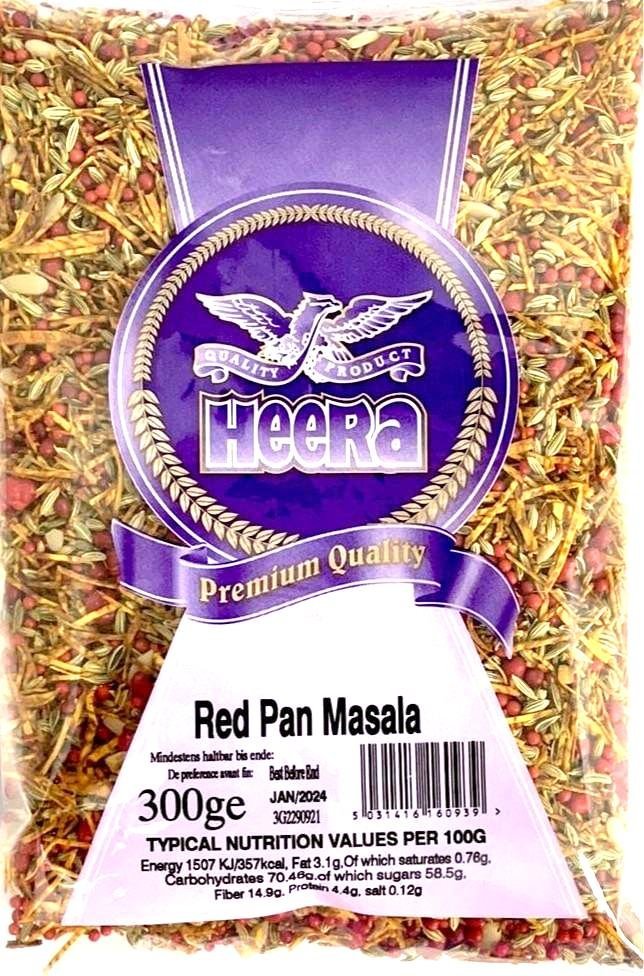 QUALITY PRODUCT
HEERa
Premium Quality
Red Pan Masala
Mindestens haltbar bis ende:
De preference avant fin: Best Before End
300ge JAN/2024
3G2290921
5 031416 160939 >
TYPICAL NUTRITION VALUES PER 100G
Energy 1507 KJ/357kcal, Fat 3.1g,Of which saturates 0.76g,
Carbohydrates 70.46g.of which sugars 58.5g,
Fiber 14.9g. Protein 4.4g. salt 0.12g